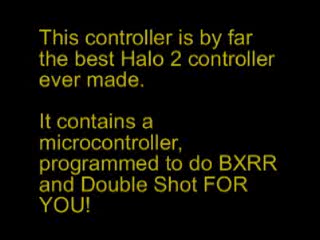 This controller is by far
the best Halo 2 controller
ever made.
It contains a
microcontroller,
programmed to do BXRR
and Double Shot FOR
YOU!